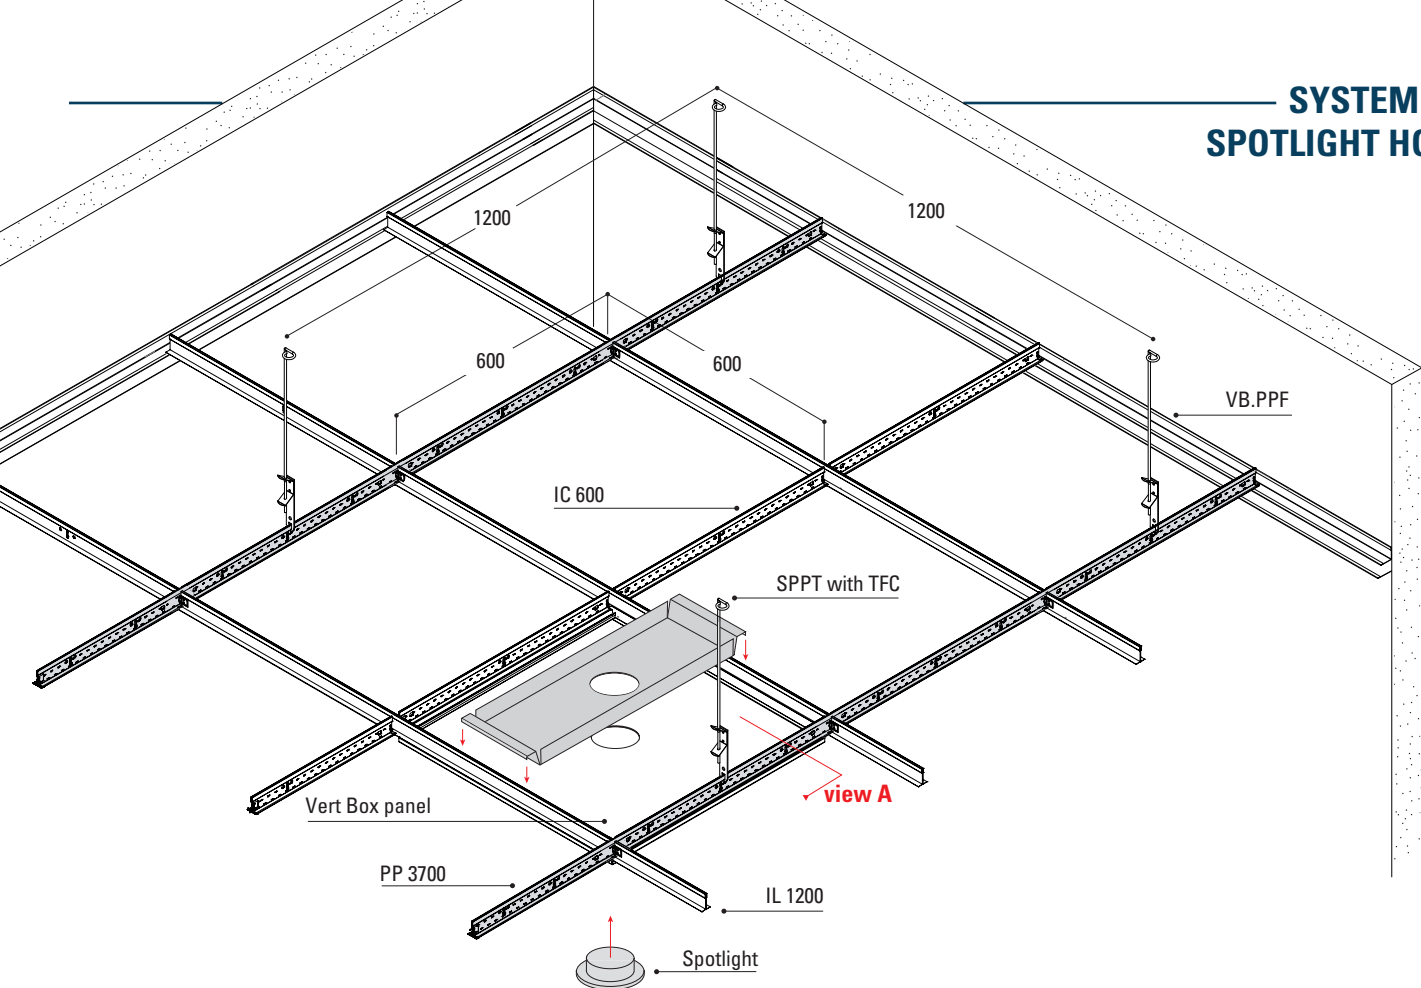 SYSTEM
SPOTLIGHT
1200
1200
600
600
VB.PPF
IC 600
SPPT with TFC
view A
Vert Box panel
PP 3700
IL 1200
Spotlight